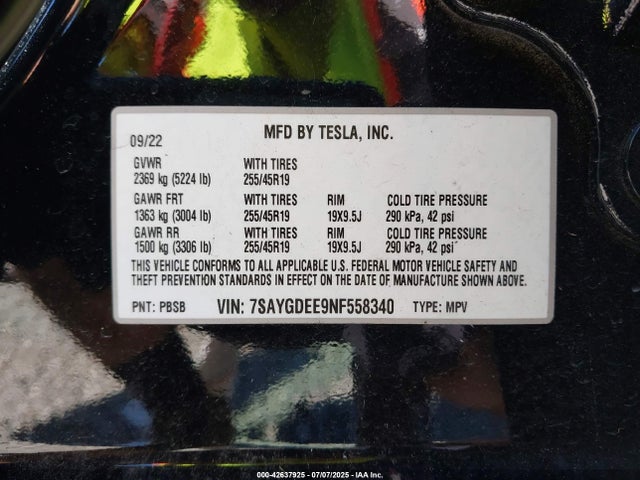 09/22 MFD BY TESLA, INC.
GVWR WITH TIRES
2369 kg (5224 lb) 255/45R19
GAWR FRT WITH TIRES RIM COLD TIRE PRESSURE
1363 kg (3004 lb) 255/45R19 19X9.5J 290 kPa, 42 psi
GAWR RR WITH TIRES RIM COLD TIRE PRESSURE
1500 kg (3306 lb) 255/45R19 19X9.5J 290 kPa, 42 psi
THIS VEHICLE CONFORMS TO ALL APPLICABLE U.S. FEDERAL MOTOR VEHICLE SAFETY AND
THEFT PREVENTION STANDARDS IN EFFECT ON THE DATE OF MANUFACTURE SHOWN ABOVE.
PNT: PBSB VIN: 7SAYGDEE9NF558340 TYPE: MPV
000-42637925 - 07/07/2025 - IAA Inc.